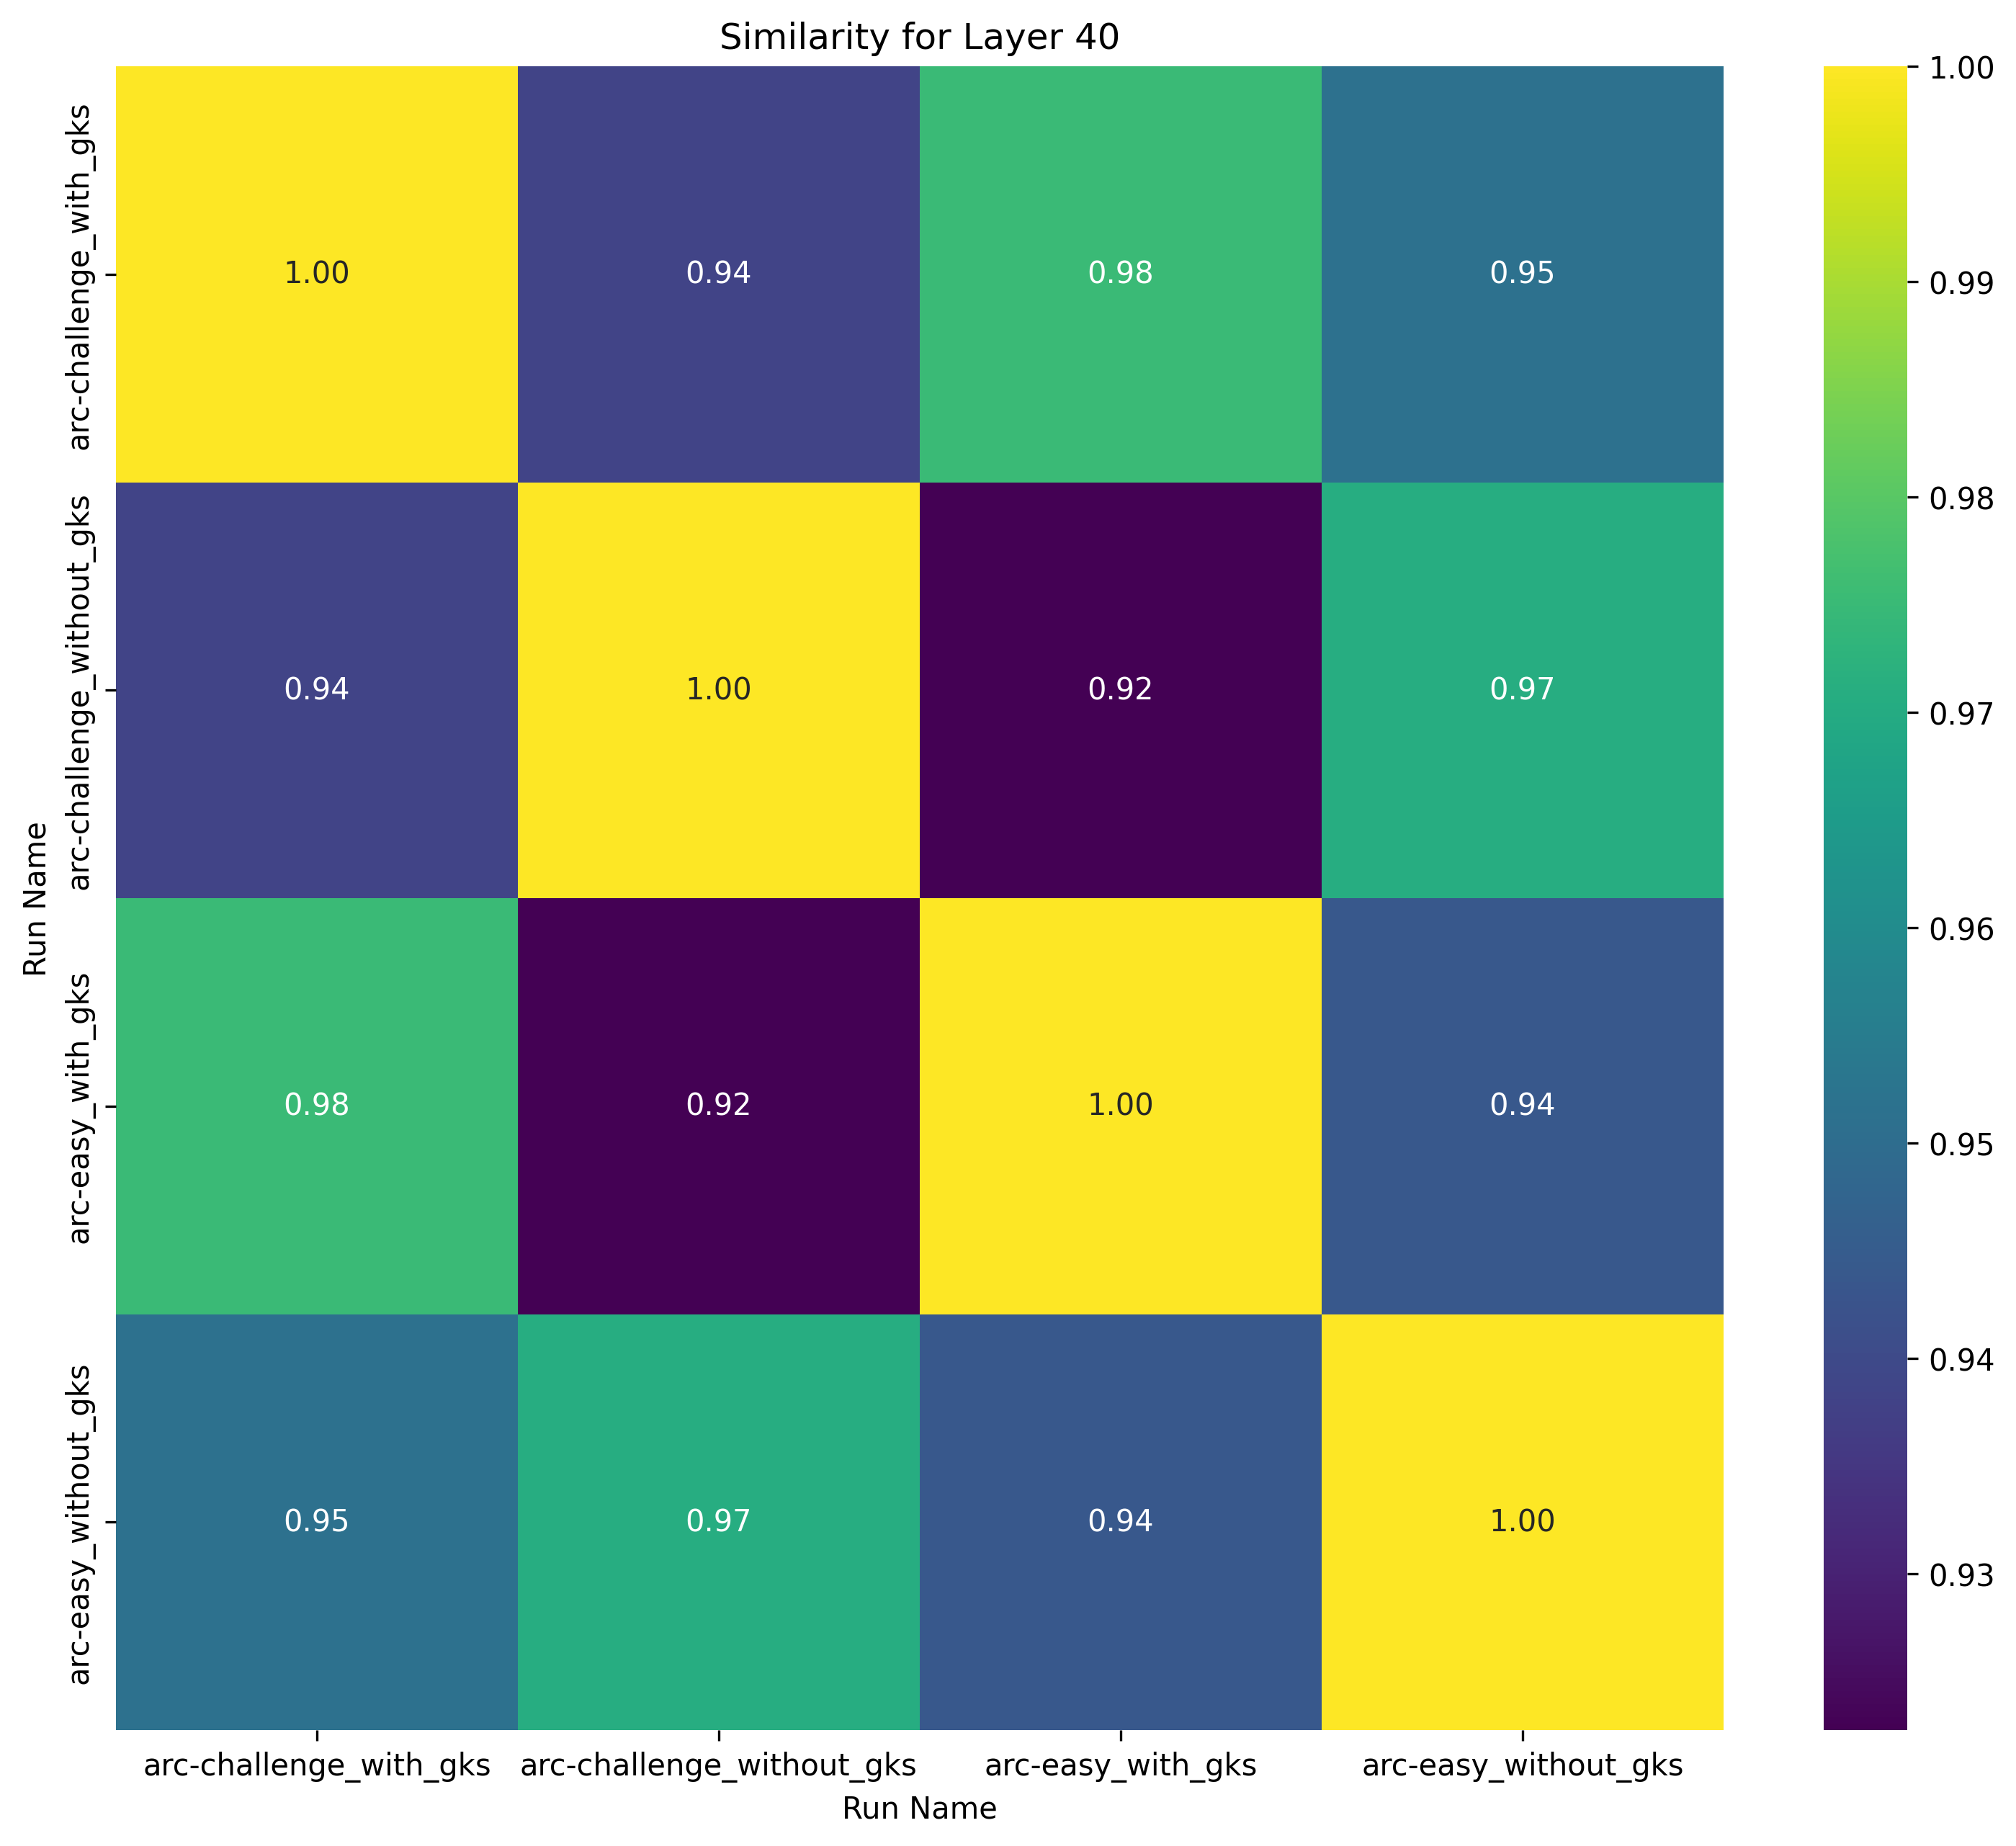 Similarity for Layer 40
Run Name
arc-challenge_with_gks
1.00
0.94
0.98
0.95
arc-challenge_without_gks
0.94
1.00
0.92
0.97
arc-easy_with_gks
0.98
0.92
1.00
0.94
arc-easy_without_gks
0.95
0.97
0.94
1.00
arc-challenge_with_gks
arc-challenge_without_gks
arc-easy_with_gks
arc-easy_without_gks
Run Name
1.00
0.99
0.98
0.97
0.96
0.95
0.94
0.93